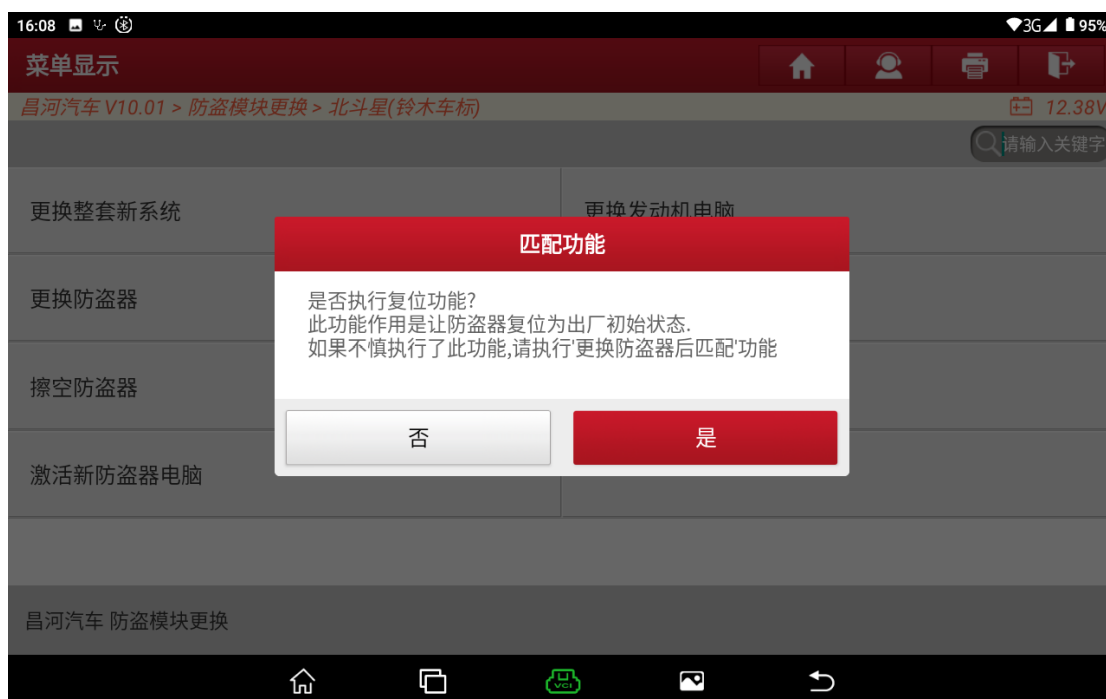 16:08
3G
95%
菜单显示
昌河汽车 V10.01 > 防盗模块更换 > 北斗星(铃木车标)
12.38V
请输入关键字
更换整套新系统
更换发动机电脑
匹配功能
更换防盗器
是否执行复位功能?
此功能作用是让防盗器复位为出厂初始状态.
如果不慎执行了此功能,请执行'更换防盗器后匹配'功能
擦空防盗器
否
是
激活新防盗器电脑
昌河汽车 防盗模块更换
VCI